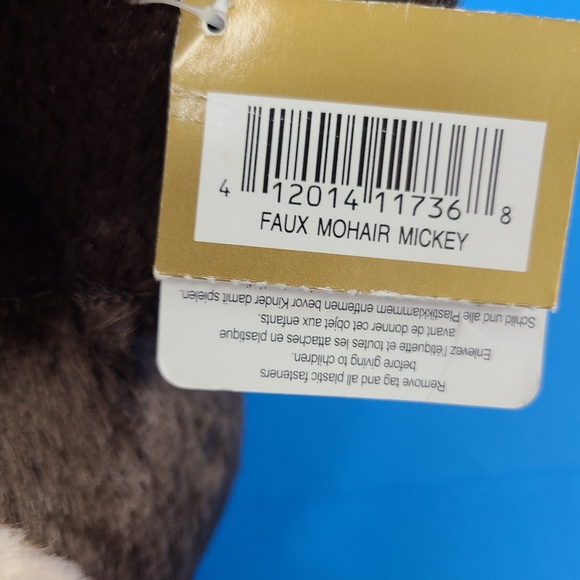 4 12014 11736 8
FAUX MOHAIR MICKEY
Remove tag and all plastic fasteners
before giving to children.
Enlevez l'étiquette et toutes les attaches en plastique
avant de donner cet objet aux enfants.
Schild und alle Plastikklammern entfernen bevor Kinder damit spielen.